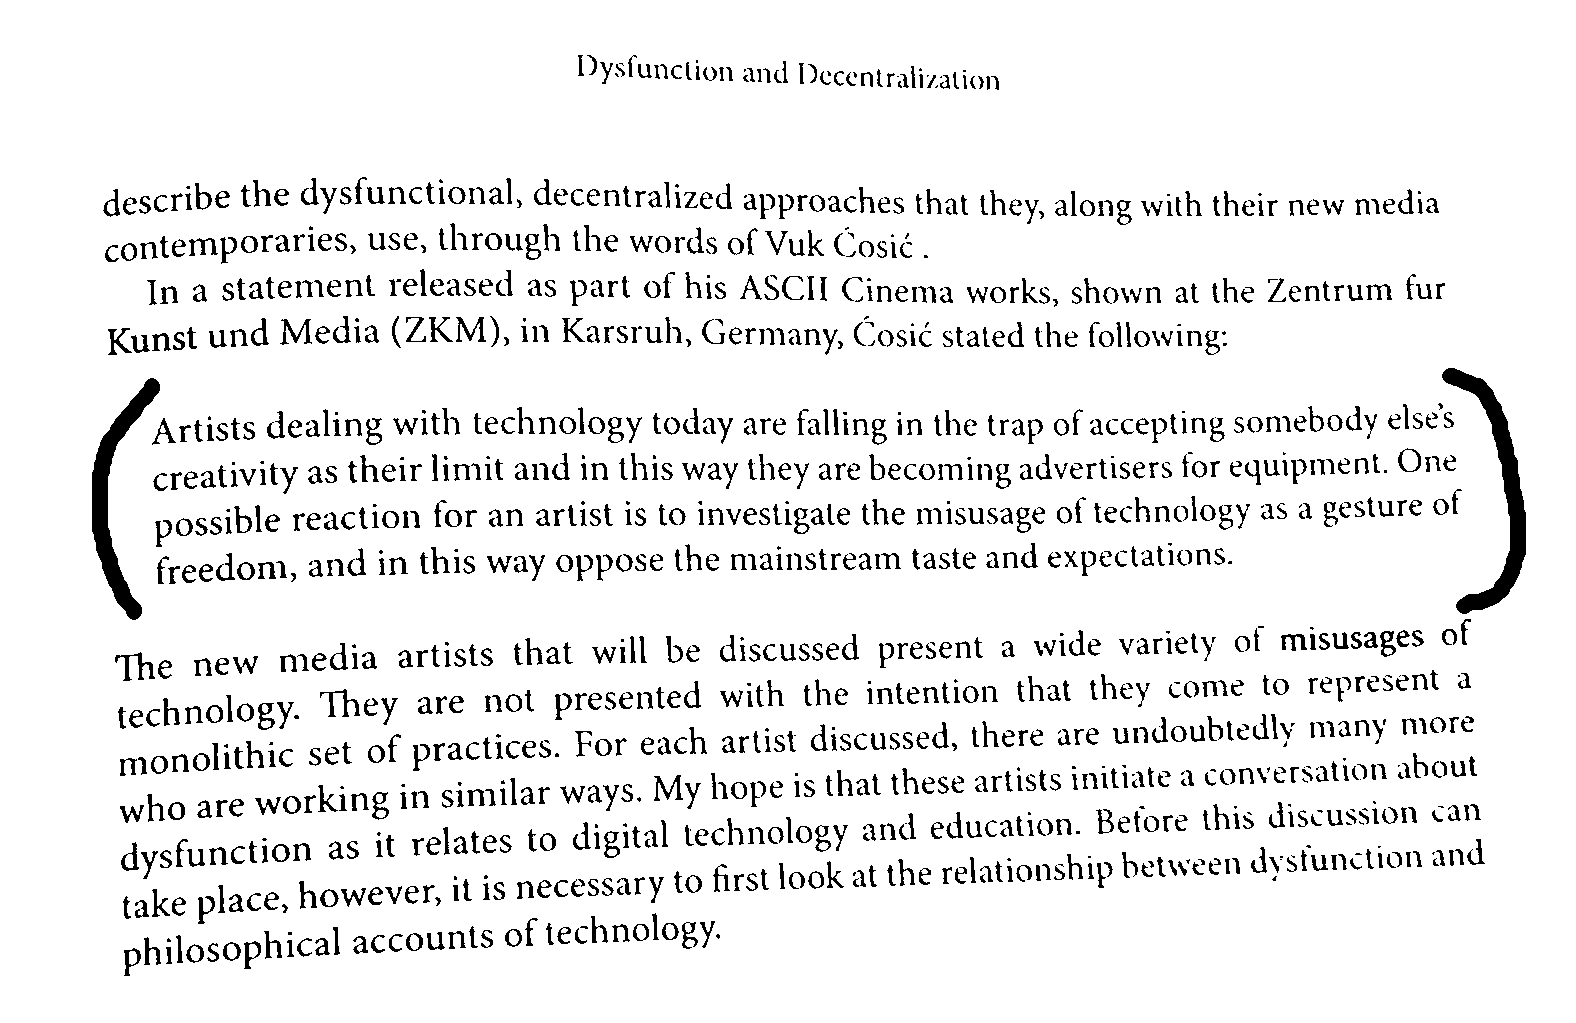 Dysfunction and Decentralization
describe the dysfunctional, decentralized approaches that they, along with their new media
contemporaries, use, through the words of Vuk Ćosić .
In a statement released as part of his ASCII Cinema works, shown at the Zentrum fur
Kunst und Media (ZKM), in Karsruh, Germany, Ćosić stated the following:
Artists dealing with technology today are falling in the trap of accepting somebody else's
creativity as their limit and in this way they are becoming advertisers for equipment. One
possible reaction for an artist is to investigate the misusage of technology as a gesture of
freedom, and in this way oppose the mainstream taste and expectations.
The new media artists that will be discussed present a wide variety of misusages of
technology. They are not presented with the intention that they come to represent a
monolithic set of practices. For each artist discussed, there are undoubtedly many more
who are working in similar ways. My hope is that these artists initiate a conversation about
dysfunction as it relates to digital technology and education. Before this discussion can
take place, however, it is necessary to first look at the relationship between dysfunction and
philosophical accounts of technology.